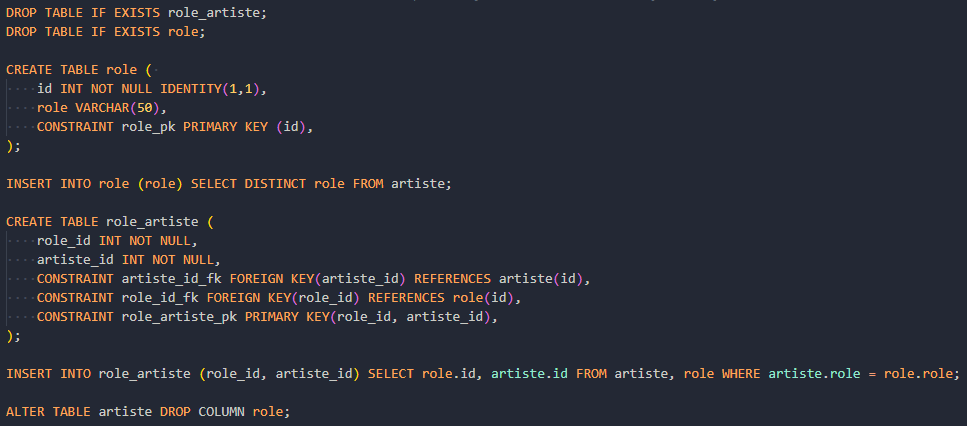 DROP TABLE IF EXISTS role_artiste;
DROP TABLE IF EXISTS role;

CREATE TABLE role (
    id INT NOT NULL IDENTITY(1,1),
    role VARCHAR(50),
    CONSTRAINT role_pk PRIMARY KEY (id),
);

INSERT INTO role (role) SELECT DISTINCT role FROM artiste;

CREATE TABLE role_artiste (
    role_id INT NOT NULL,
    artiste_id INT NOT NULL,
    CONSTRAINT artiste_id_fk FOREIGN KEY(artiste_id) REFERENCES artiste(id),
    CONSTRAINT role_id_fk FOREIGN KEY(role_id) REFERENCES role(id),
    CONSTRAINT role_artiste_pk PRIMARY KEY(role_id, artiste_id),
);

INSERT INTO role_artiste (role_id, artiste_id) SELECT role.id, artiste.id FROM artiste, role WHERE artiste.role = role.role;

ALTER TABLE artiste DROP COLUMN role;